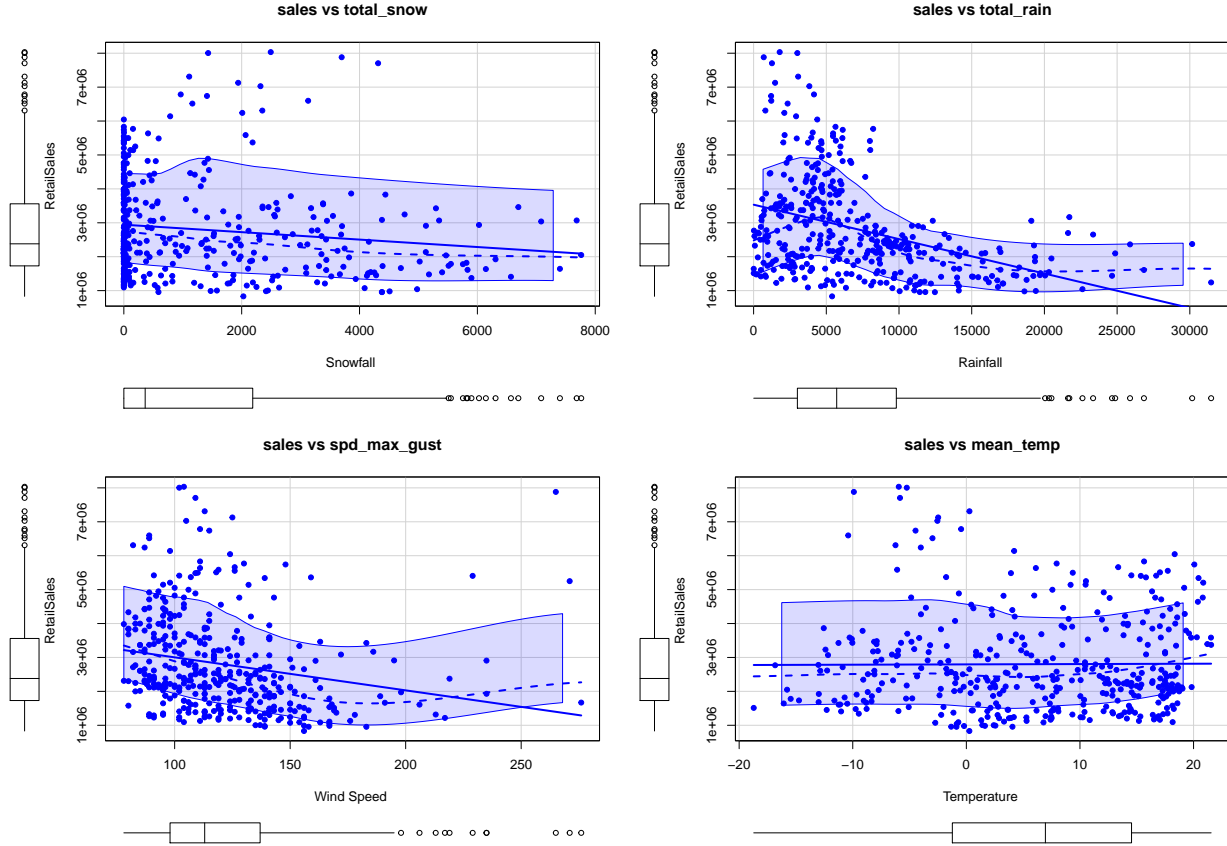 sales vs total_snow
RetailSales
1e+06 3e+06 5e+06 7e+06
0 2000 4000 6000 8000
Snowfall
sales vs total_rain
RetailSales
1e+06 3e+06 5e+06 7e+06
0 5000 10000 15000 20000 25000 30000
Rainfall
sales vs spd_max_gust
RetailSales
1e+06 3e+06 5e+06 7e+06
100 150 200 250
Wind Speed
sales vs mean_temp
RetailSales
1e+06 3e+06 5e+06 7e+06
−20 −10 0 10 20
Temperature